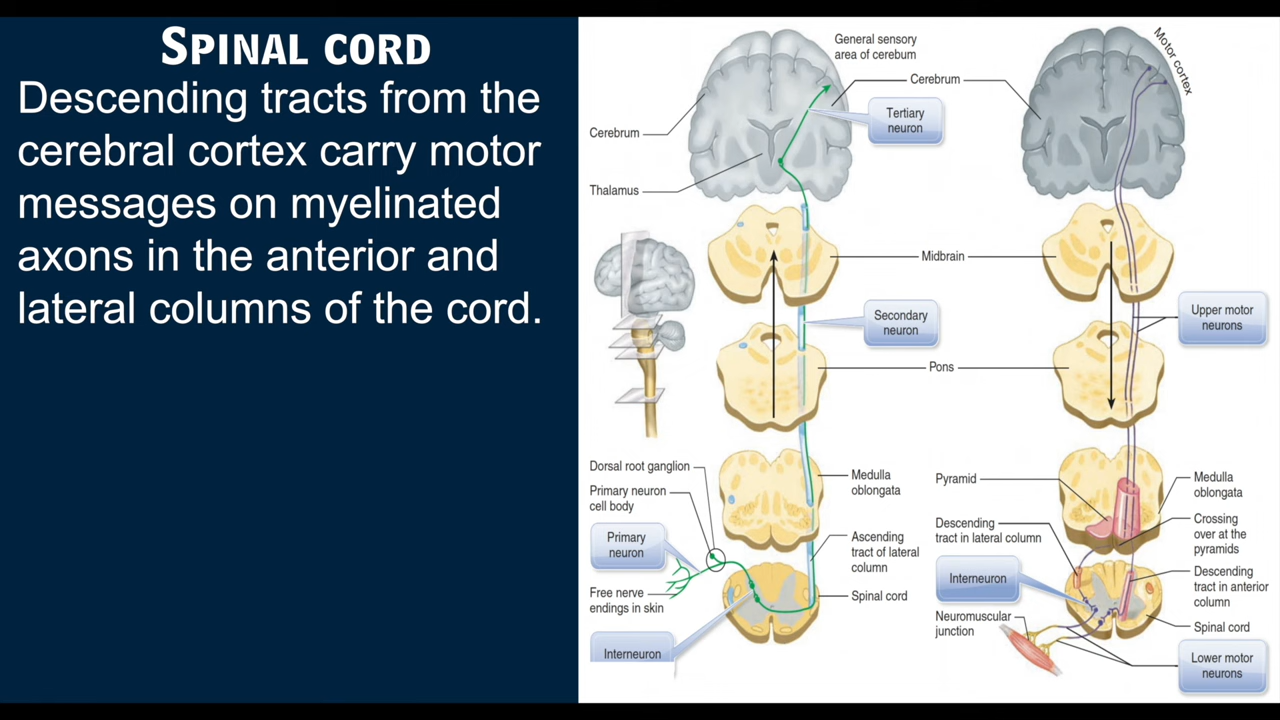 SPINAL CORD
Descending tracts from the
cerebral cortex carry motor
messages on myelinated
axons in the anterior and
lateral columns of the cord.
General sensory
area of cerebum
Cerebrum
Motor cortex
Tertiary
neuron
Cerebrum
Thalamus
Midbrain
Secondary
neuron
Upper motor
neurons
Pons
Dorsal root ganglion
Primary neuron
cell body
Primary
neuron
Free nerve
endings in skin
Interneuron
Medulla
oblongata
Ascending
tract of lateral
column
Spinal cord
Pyramid
Descending
tract in lateral column
Interneuron
Neuromuscular
junction
Medulla
oblongata
Crossing
over at the
pyramids
Descending
tract in anterior
column
Spinal cord
Lower motor
neurons